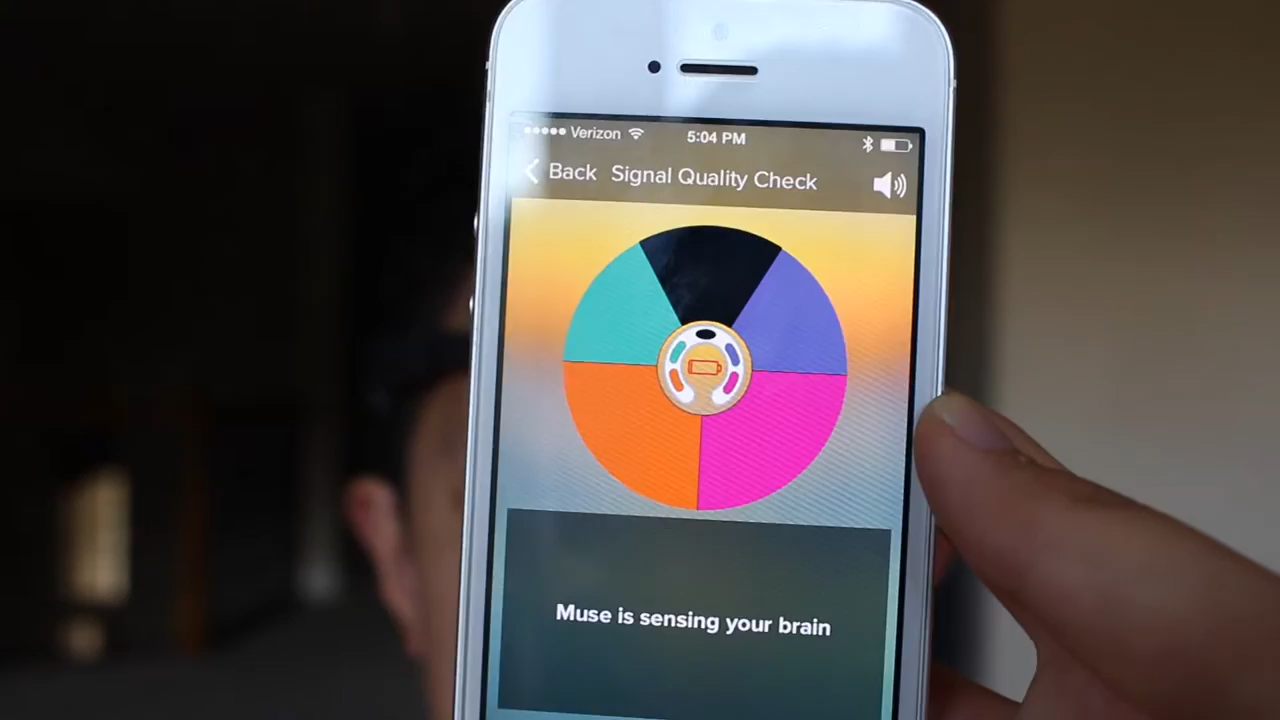 Verizon 5:04 PM
Back Signal Quality Check
Muse is sensing your brain